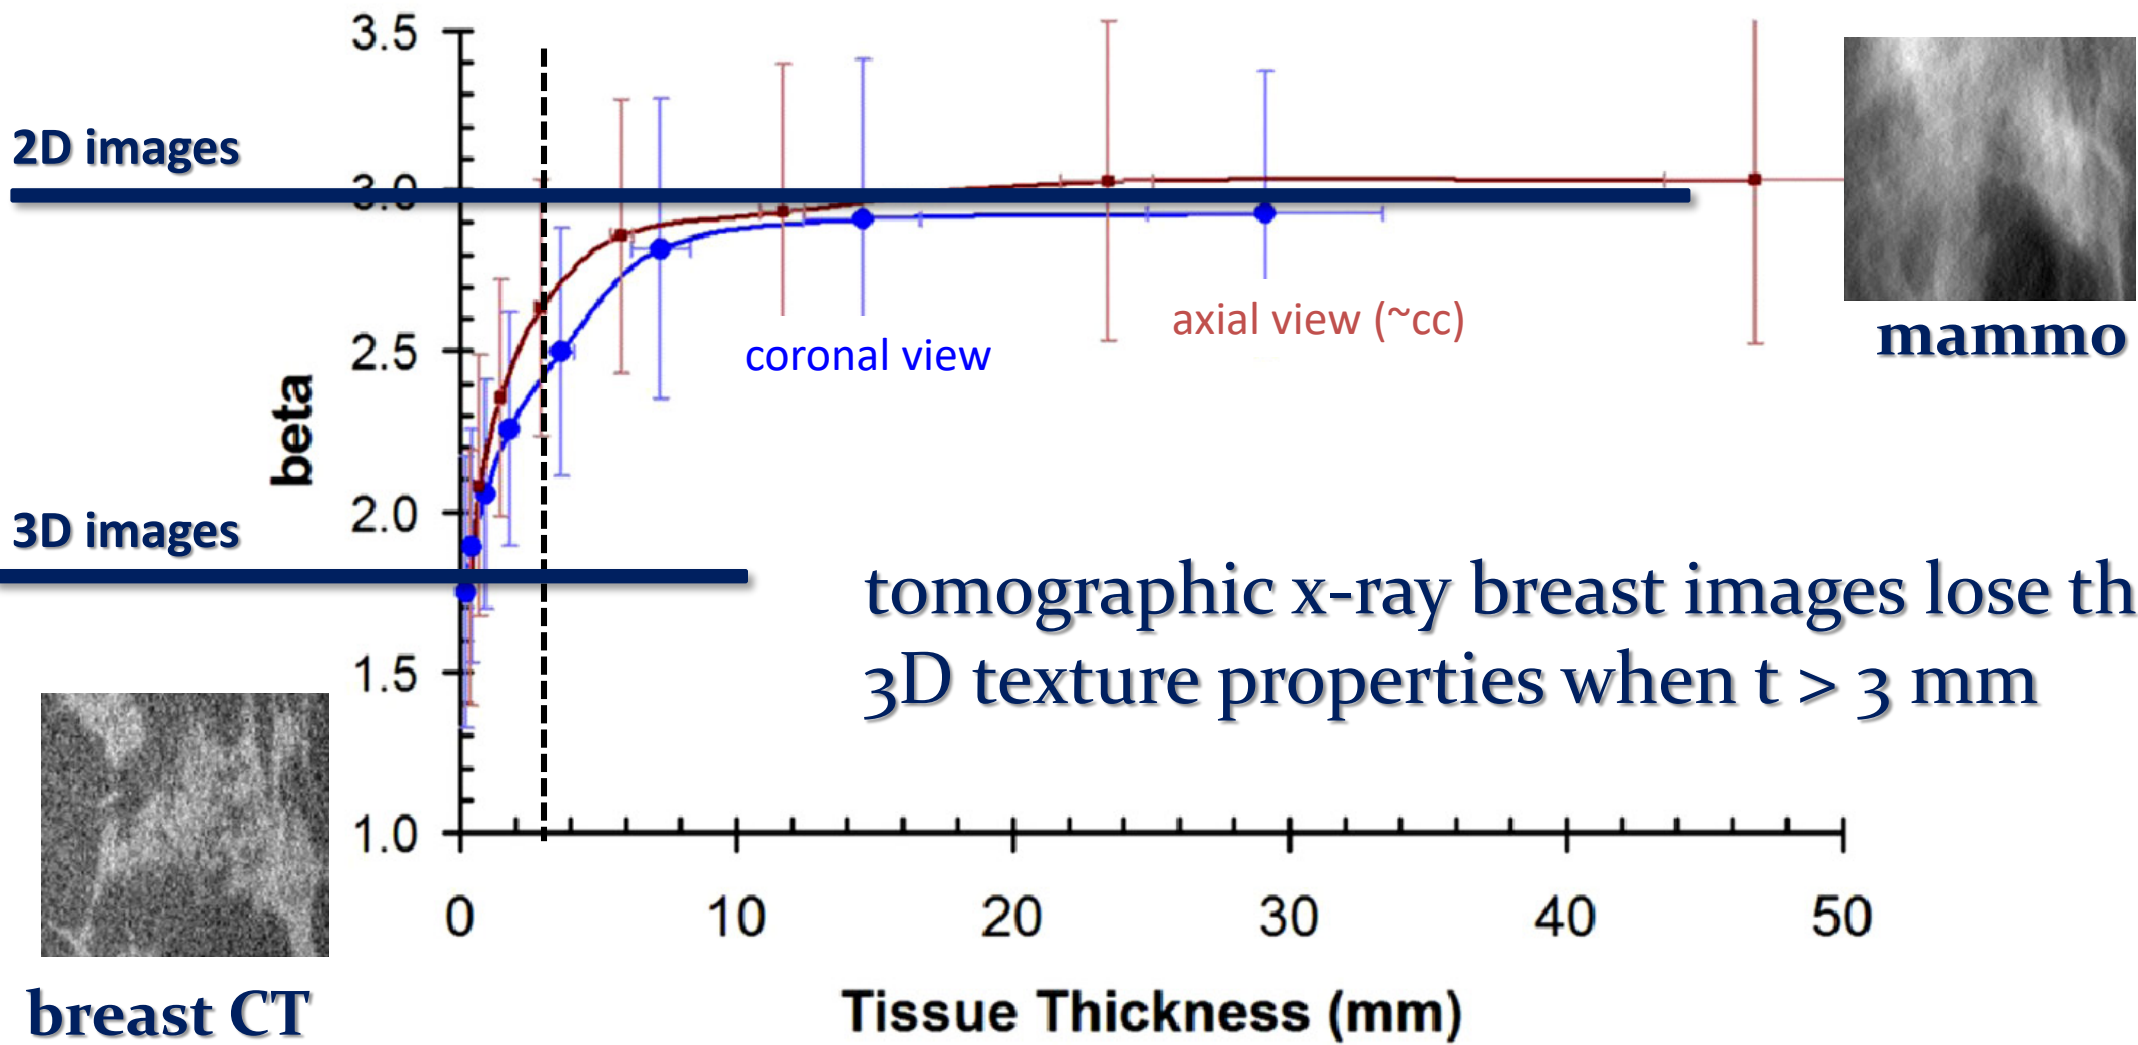 3.5
2D images
3.0
mammo
axial view (~cc)
coronal view
2.5
beta
2.0
3D images
tomographic x-ray breast images lose th
3D texture properties when t > 3 mm
1.5
1.0
0 10 20 30 40 50
breast CT
Tissue Thickness (mm)